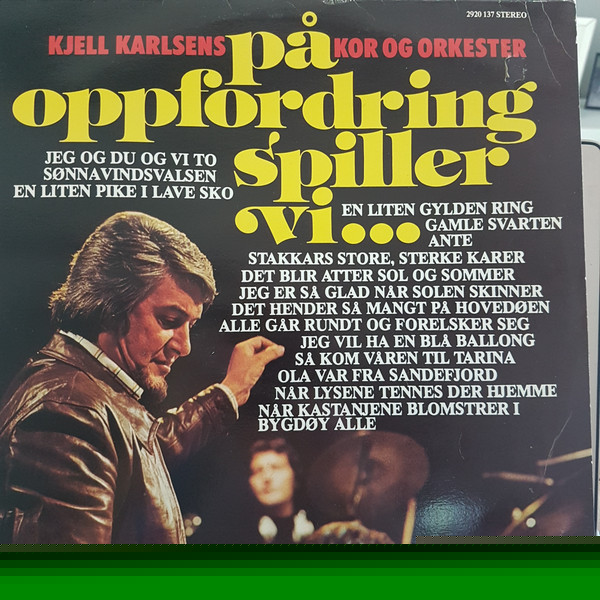 2920 137 STEREO
KJELL KARLSENS på KOR OG ORKESTER
oppfordring
spiller
vi...
JEG OG DU OG VI TO
SØNNAVINDSVALSEN
EN LITEN PIKE I LAVE SKO
EN LITEN GYLDEN RING
GAMLE SVARTEN
ANTE
STAKKARS STORE, STERKE KARER
DET BLIR ATTER SOL OG SOMMER
JEG ER SÅ GLAD NÅR SOLEN SKINNER
DET HENDER SÅ MANGT PÅ HOVEDØEN
ALLE GÅR RUNDT OG FORELSKER SEG
JEG VIL HA EN BLÅ BALLONG
SÅ KOM VÅREN TIL TARINA
OLA VAR FRA SANDEFJORD
NÅR LYSENE TENNES DER HJEMME
NÅR KASTANJENE BLOMSTRER I
BYGDØY ALLE